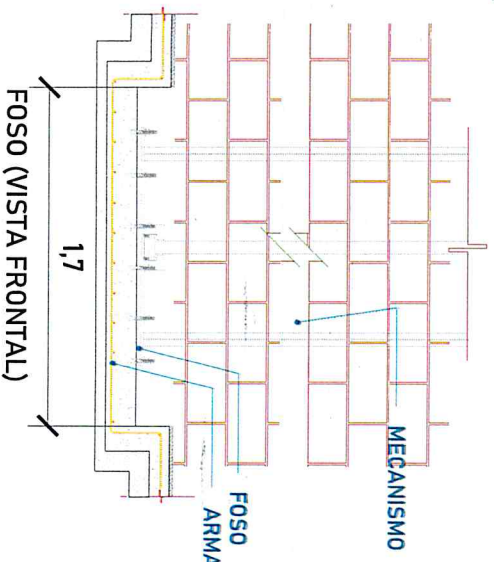 MECANISMO
FOSO
ARMA
1,7
FOSO (VISTA FRONTAL)